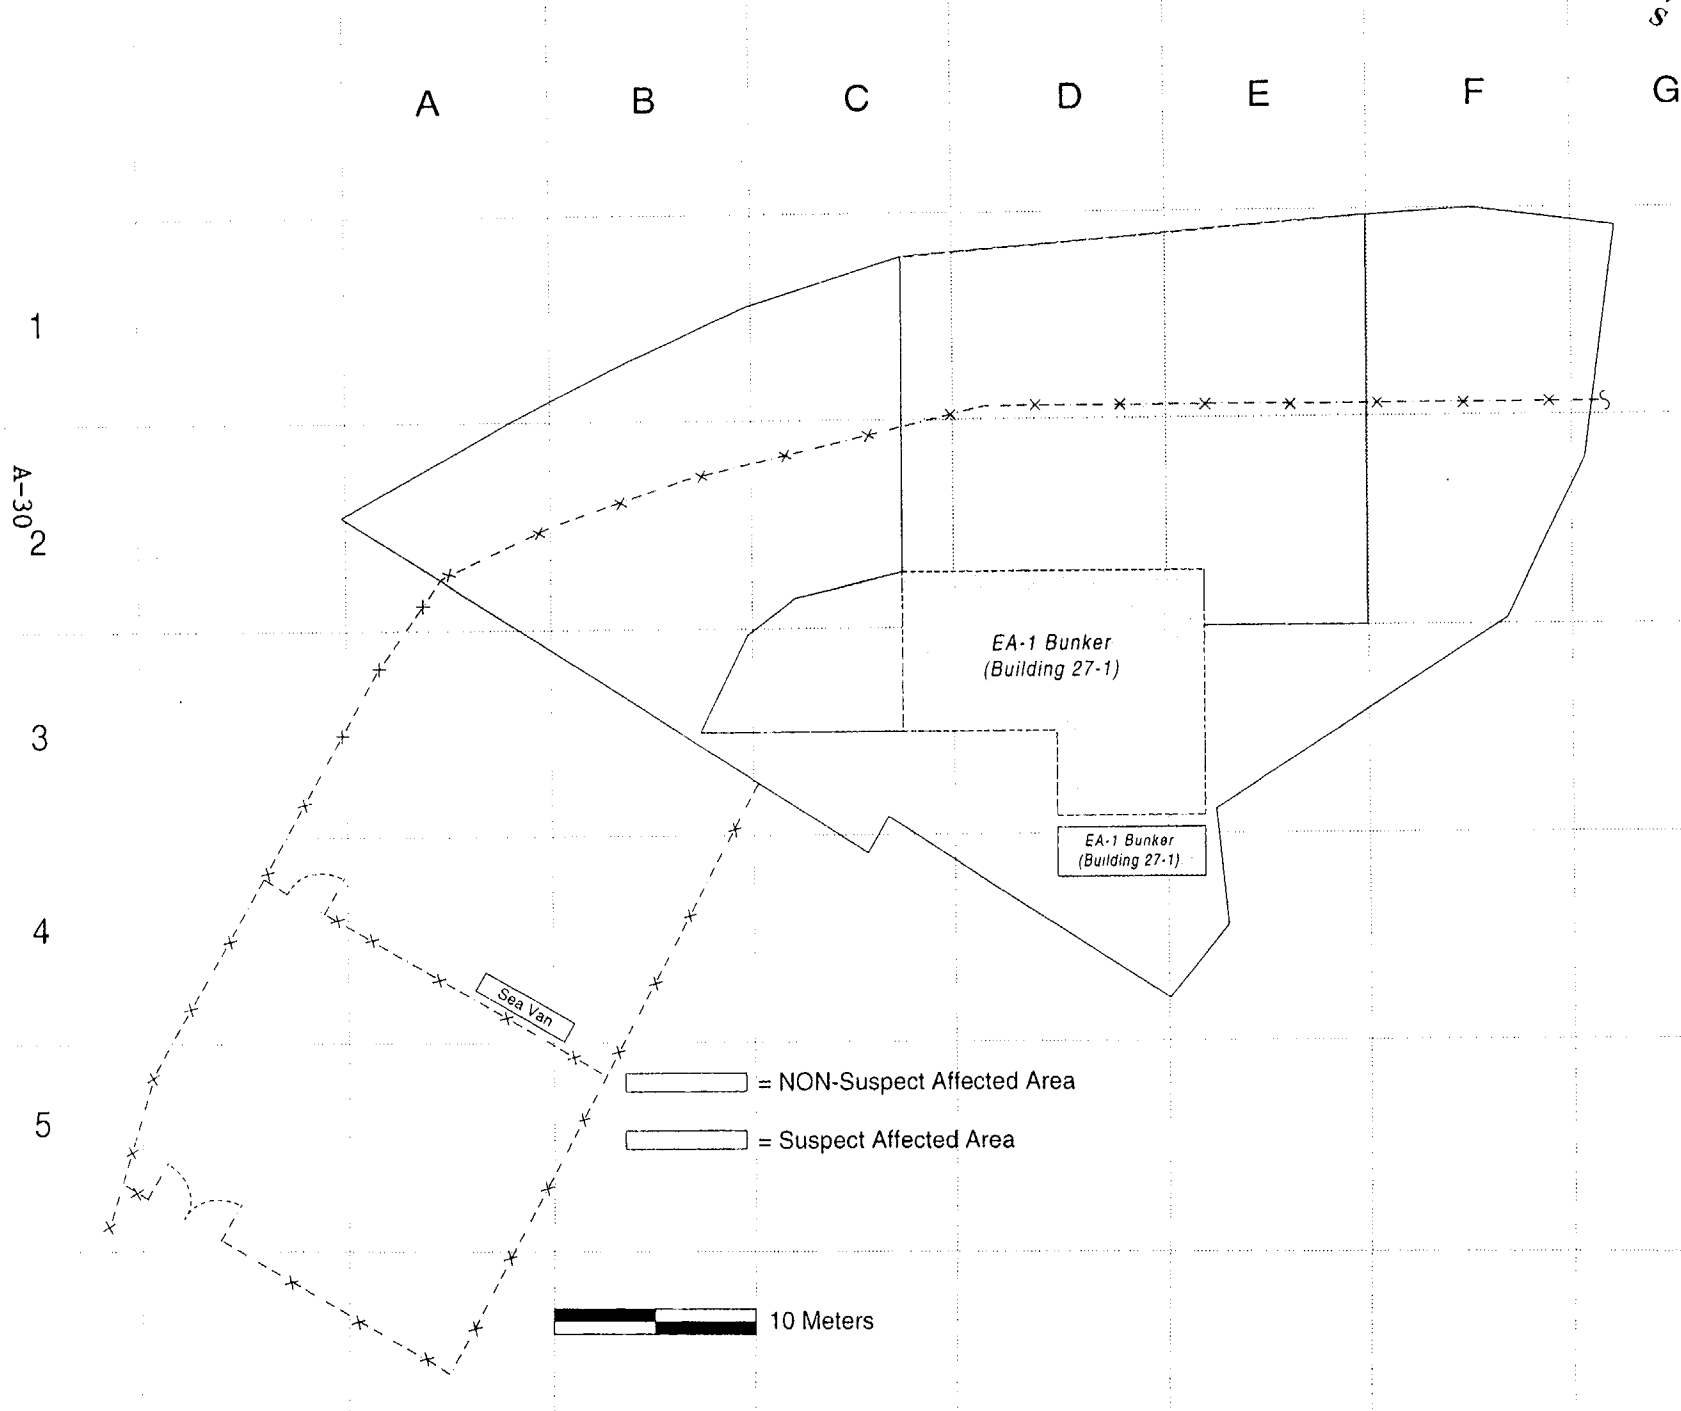 s
A B C D E F G
1
A-30
2
EA-1 Bunker
(Building 27-1)
3
EA-1 Bunker
(Building 27-1)
4
Sea Van
= NON-Suspect Affected Area
5
= Suspect Affected Area
10 Meters